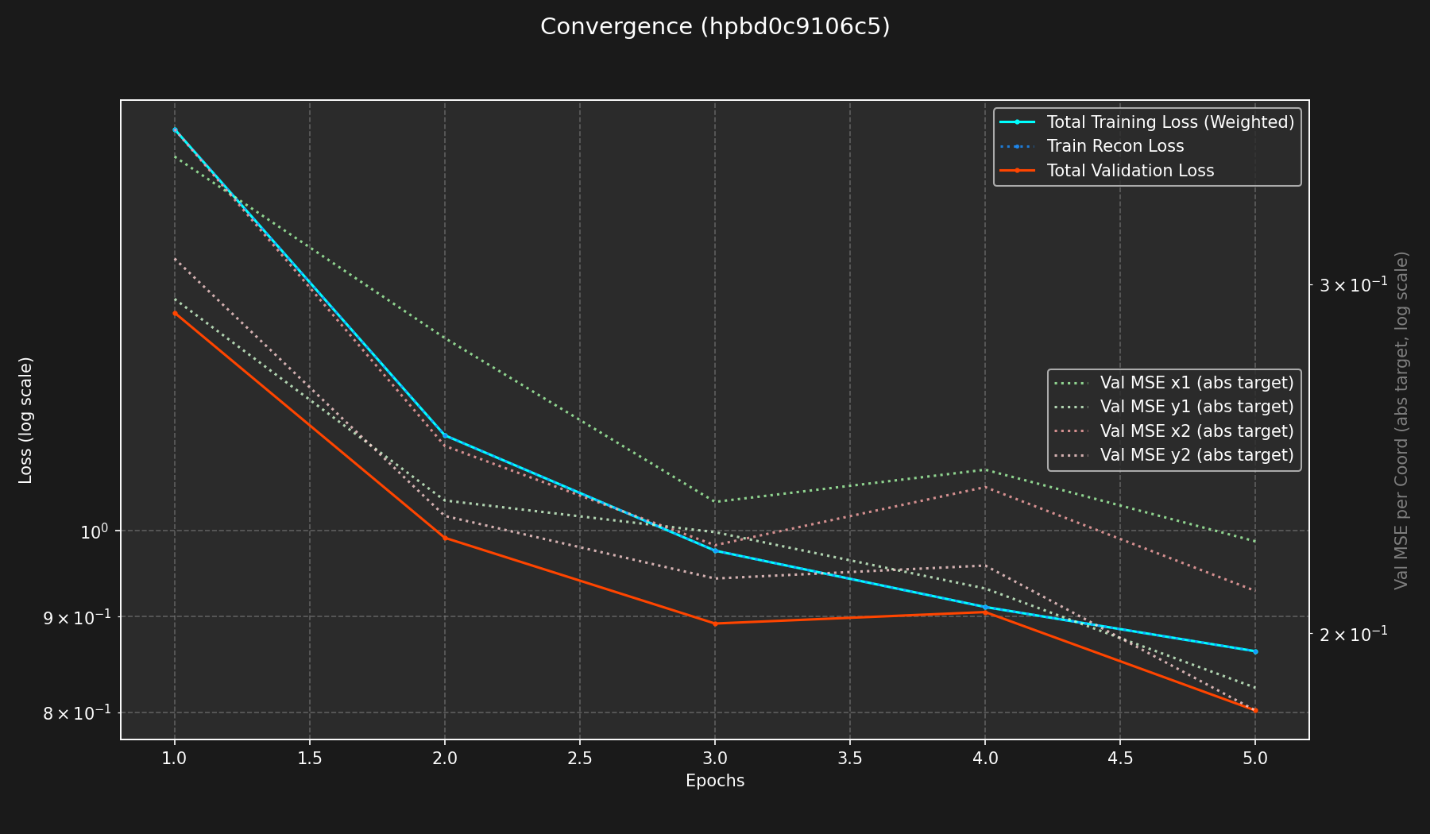 Convergence (hpbd0c9106c5)
Total Training Loss (Weighted)
Train Recon Loss
Total Validation Loss
Val MSE x1 (abs target)
Val MSE y1 (abs target)
Val MSE x2 (abs target)
Val MSE y2 (abs target)
Loss (log scale)
10⁰
9 × 10⁻¹
8 × 10⁻¹
3 × 10⁻¹
2 × 10⁻¹
Val MSE per Coord (abs target, log scale)
1.0 1.5 2.0 2.5 3.0 3.5 4.0 4.5 5.0
Epochs